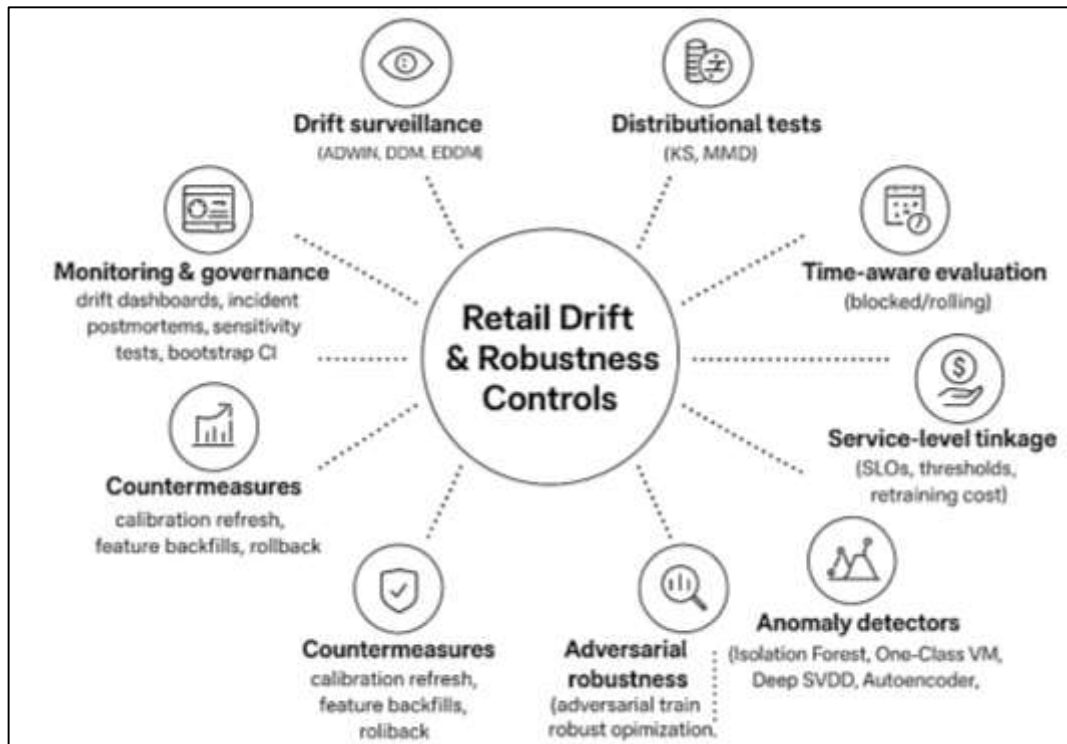 Drift surveillance
(ADWIN, DDM, EDDM)
Distributional tests
(KS, MMD)
Monitoring & governance
drift dashboards, incident
postmortems, sensitivity
tests, bootstrap CI
Time-aware evaluation
(blocked/rolling)
Retail Drift
& Robustness
Controls
Service-level tinkage
(SLOs, thresholds,
retraining cost)
Countermeasures
calibration refresh,
feature backfills, rollback
Countermeasures
calibration refresh,
feature backfills,
roliback
Adversarial
robustness
(adversarial train
robust opimization.
Anomaly detectors
(Isolation Forest, One-Class VM,
Deep SVDD, Autoencoder,